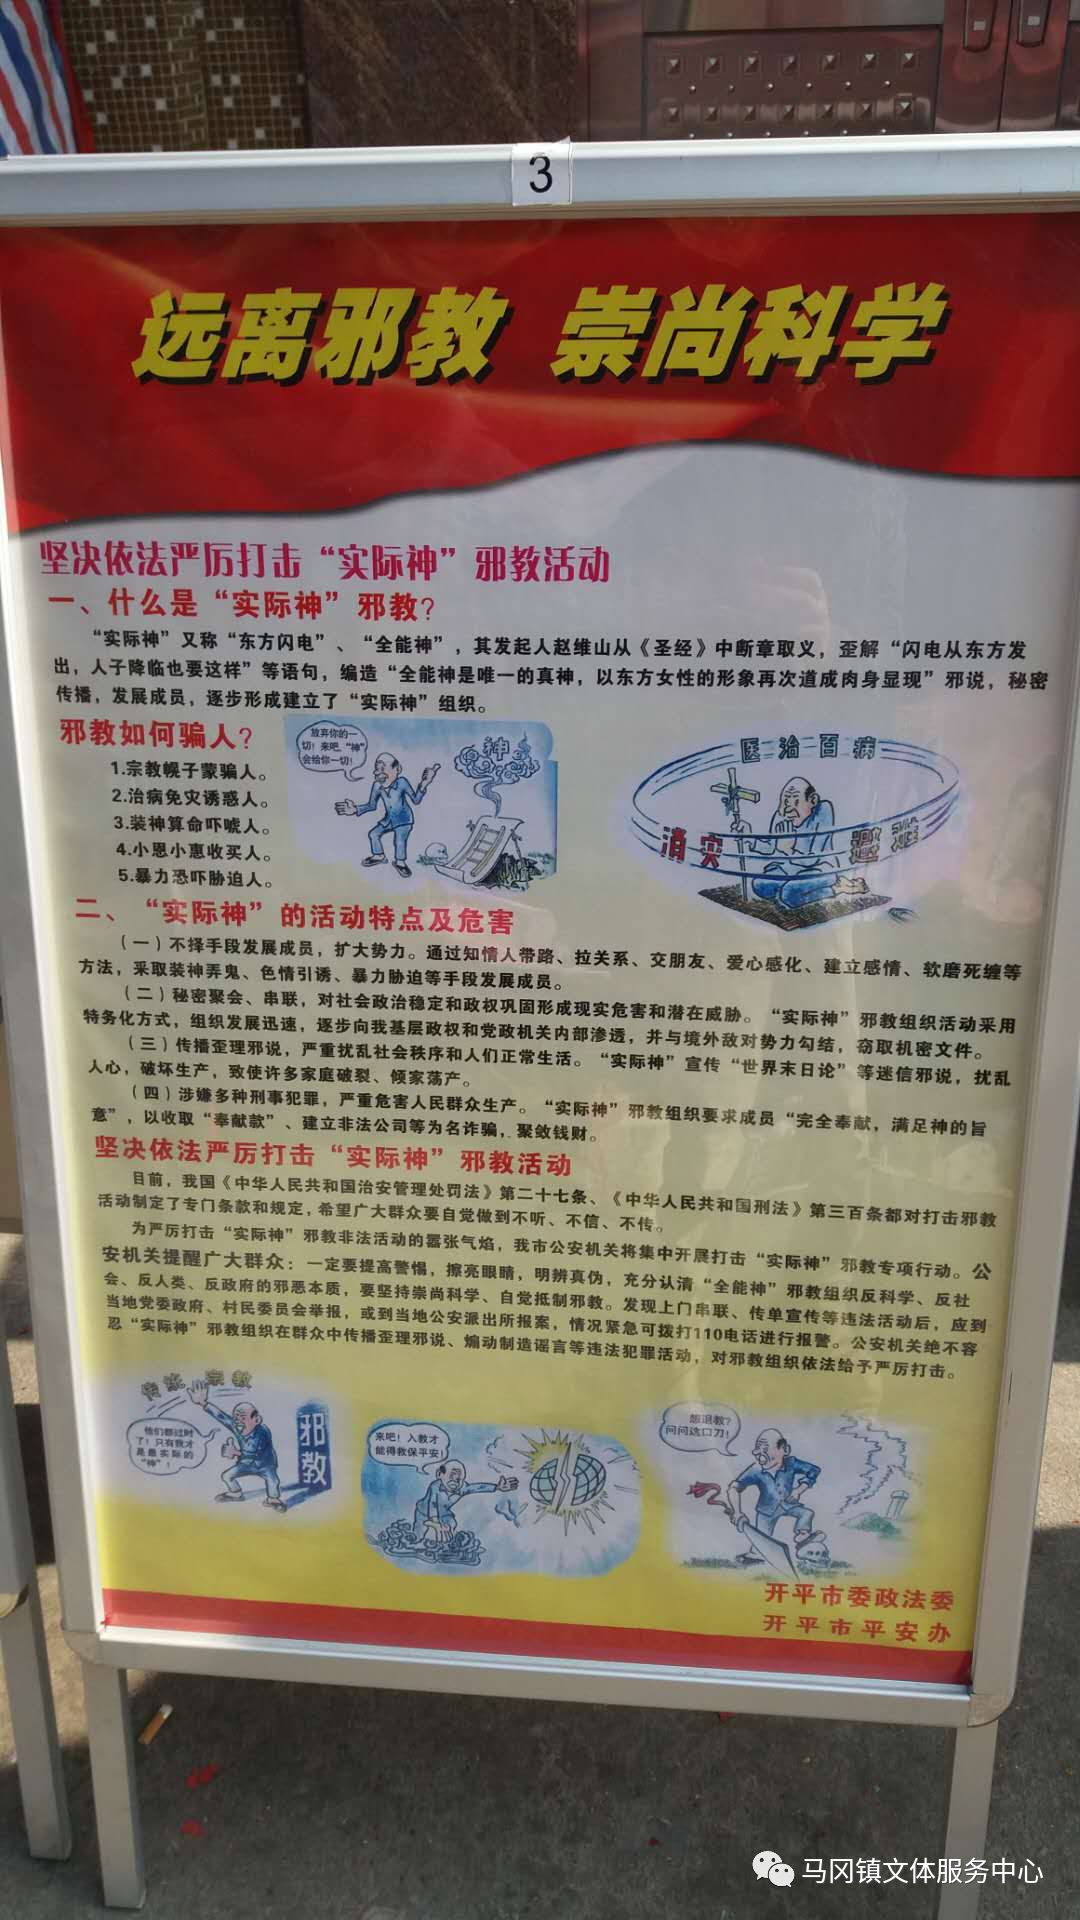 3
远离邪教 崇尚科学
坚决依法严厉打击“实际神”邪教活动
一、什么是“实际神”邪教?
“实际神”又称“东方闪电”、“全能神”,其发起人赵维山从《圣经》中断章取义,歪解“闪电从东方发
出,人子降临也要这样”等语句,编造“全能神是唯一的真神,以东方女性的形象再次道成肉身显现”邪说,秘密
传播,发展成员,逐步形成建立了“实际神”组织。
邪教如何骗人?
1.宗教幌子蒙骗人。
2.治病免灾诱惑人。
3.装神算命吓唬人。
4.小恩小惠收买人。
5.暴力恐吓胁迫人。
放弃你的一
切!来吧,“神”
会给你一切!
神
医治百病
消灾
避难
二、“实际神”的活动特点及危害
(一)不择手段发展成员,扩大势力。通过知情人带路、拉关系、交朋友、爱心感化、建立感情、软磨死缠等
方法,采取装神弄鬼、色情引诱、暴力胁迫等手段发展成员。
(二)秘密聚会、串联,对社会政治稳定和政权巩固形成现实危害和潜在威胁。“实际神”邪教组织活动采用
特务化方式,组织发展迅速,逐步向我基层政权和党政机关内部渗透,并与境外敌对势力勾结,窃取机密文件。
(三)传播歪理邪说,严重扰乱社会秩序和人们正常生活。“实际神”宣传“世界末日论”等迷信邪说,扰乱
人心,破坏生产,致使许多家庭破裂、倾家荡产。
(四)涉嫌多种刑事犯罪,严重危害人民群众生产。“实际神”邪教组织要求成员“完全奉献,满足神的旨
意”,以收取“奉献款”、建立非法公司等为名诈骗,聚敛钱财。
坚决依法严厉打击“实际神”邪教活动
目前,我国《中华人民共和国治安管理处罚法》第二十七条、《中华人民共和国刑法》第三百条都对打击邪教
活动制定了专门条款和规定,希望广大群众要自觉做到不听、不信、不传。
为严厉打击“实际神”邪教非法活动的嚣张气焰,我市公安机关将集中开展打击“实际神”邪教专项行动。公
安机关提醒广大群众:一定要提高警惕,擦亮眼睛,明辨真伪,充分认清“全能神”邪教组织反科学、反社
会、反人类、反政府的邪恶本质,要坚持崇尚科学、自觉抵制邪教。发现上门串联、传单宣传等违法活动后,应到
当地党委政府、村民委员会举报,或到当地公安派出所报案,情况紧急可拨打110电话进行报警。公安机关绝不容
忍“实际神”邪教组织在群众中传播歪理邪说、煽动制造谣言等违法犯罪活动,对邪教组织依法给予严厉打击。
宗教
他们都过时
了!只有我才
是最实际的
“神”!
邪教
来吧!入教才
能得救保平安!
想退教?
问问这口刀!
开平市委政法委
开平市平安办
马冈镇文体服务中心